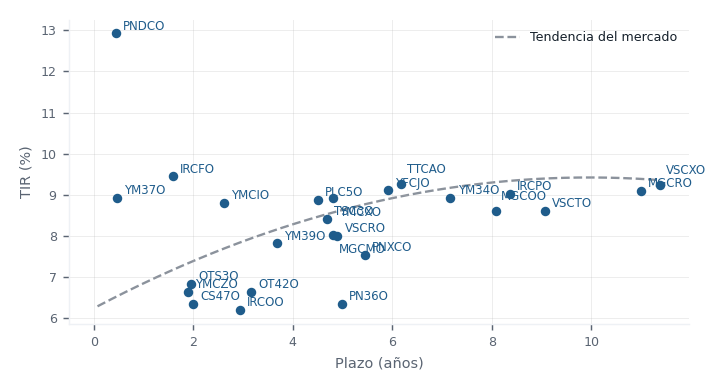 TIR (%)
13
12
11
10
9
8
7
6
PNDCO
Tendencia del mercado
IRCFO
TTCAO
VSCXO
YM37O
YMCIO
PLC5O
YFCJO
YM34O
IRCPO
MGCRO
MGCOO
VSCTO
YMCXO
VSCRO
YM39O
MGCMO
PNXCO
OTS3O
YMCZO
OT42O
CS47O
IRCOO
PN36O
0
2
4
6
8
10
Plazo (años)